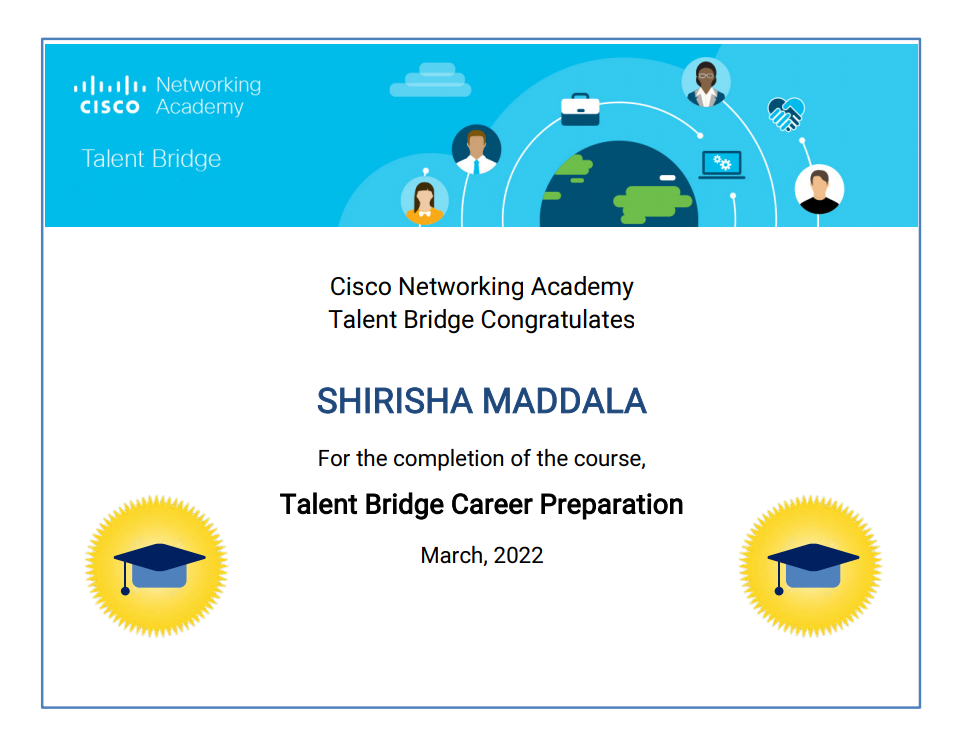 Networking
CISCO Academy
Talent Bridge
Cisco Networking Academy
Talent Bridge Congratulates
SHIRISHA MADDALA
For the completion of the course,
Talent Bridge Career Preparation
March, 2022